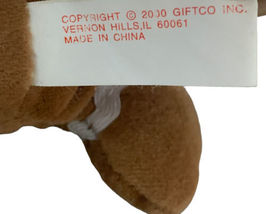 COPYRIGHT © 2000 GIFTCO INC.
VERNON HILLS,IL 60061
MADE IN CHINA